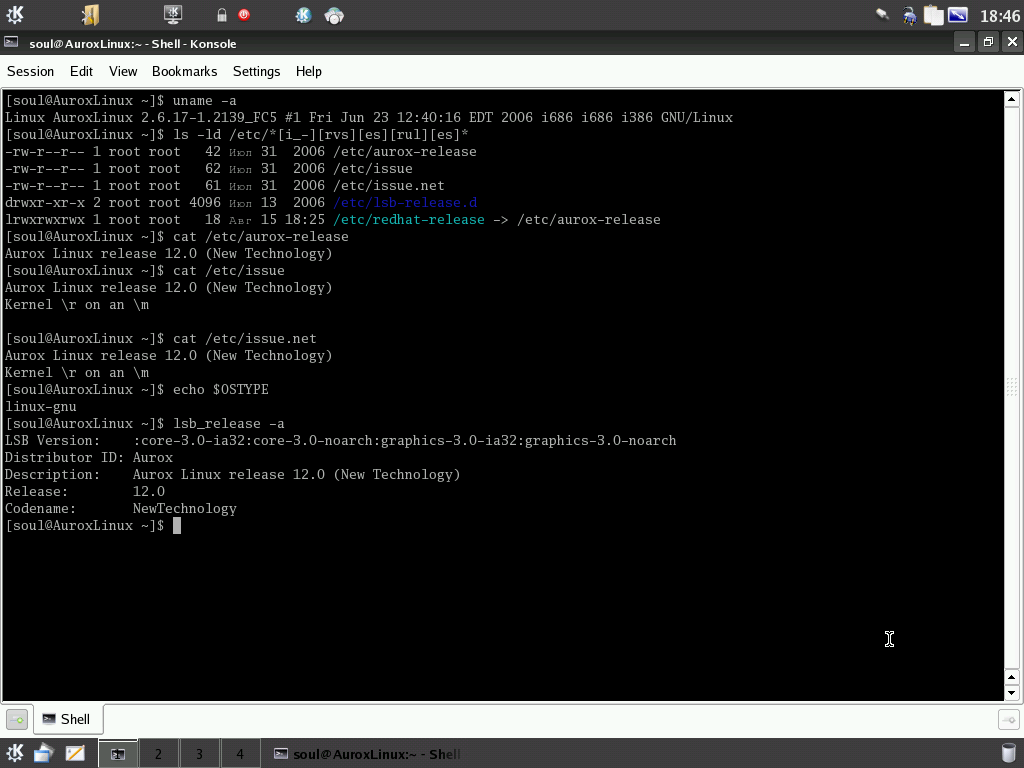 18:46
soul@AuroxLinux:~ - Shell - Konsole
Session Edit View Bookmarks Settings Help
[soul@AuroxLinux ~]$ uname -a
Linux AuroxLinux 2.6.17-1.2139_FC5 #1 Fri Jun 23 12:40:16 EDT 2006 i686 i686 i386 GNU/Linux
[soul@AuroxLinux ~]$ ls -ld /etc/*[i_-][rvs][es][rul][es]*
-rw-r--r-- 1 root root   42 Июл 31  2006 /etc/aurox-release
-rw-r--r-- 1 root root   62 Июл 31  2006 /etc/issue
-rw-r--r-- 1 root root   61 Июл 31  2006 /etc/issue.net
drwxr-xr-x 2 root root 4096 Июл 13  2006 /etc/lsb-release.d
lrwxrwxrwx 1 root root   18 Авг 15 18:25 /etc/redhat-release -> /etc/aurox-release
[soul@AuroxLinux ~]$ cat /etc/aurox-release
Aurox Linux release 12.0 (New Technology)
[soul@AuroxLinux ~]$ cat /etc/issue
Aurox Linux release 12.0 (New Technology)
Kernel \r on an \m
[soul@AuroxLinux ~]$ cat /etc/issue.net
Aurox Linux release 12.0 (New Technology)
Kernel \r on an \m
[soul@AuroxLinux ~]$ echo $OSTYPE
linux-gnu
[soul@AuroxLinux ~]$ lsb_release -a
LSB Version:    :core-3.0-ia32:core-3.0-noarch:graphics-3.0-ia32:graphics-3.0-noarch
Distributor ID: Aurox
Description:    Aurox Linux release 12.0 (New Technology)
Release:        12.0
Codename:       NewTechnology
[soul@AuroxLinux ~]$
Shell
2 3 4 soul@AuroxLinux:~ - Shell